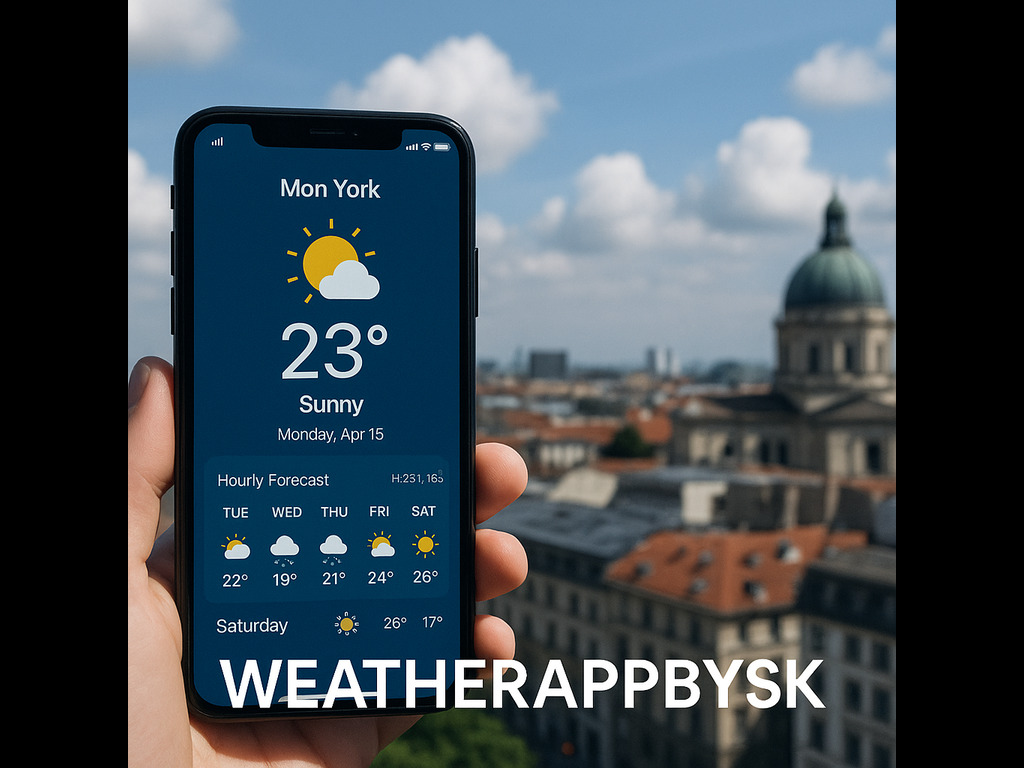 Mon York
23°
Sunny
Monday, Apr 15
Hourly Forecast H:231, 165
TUE WED THU FRI SAT
22° 19° 21° 24° 26°
Saturday 26° 17°
WEATHERAPPBYSK